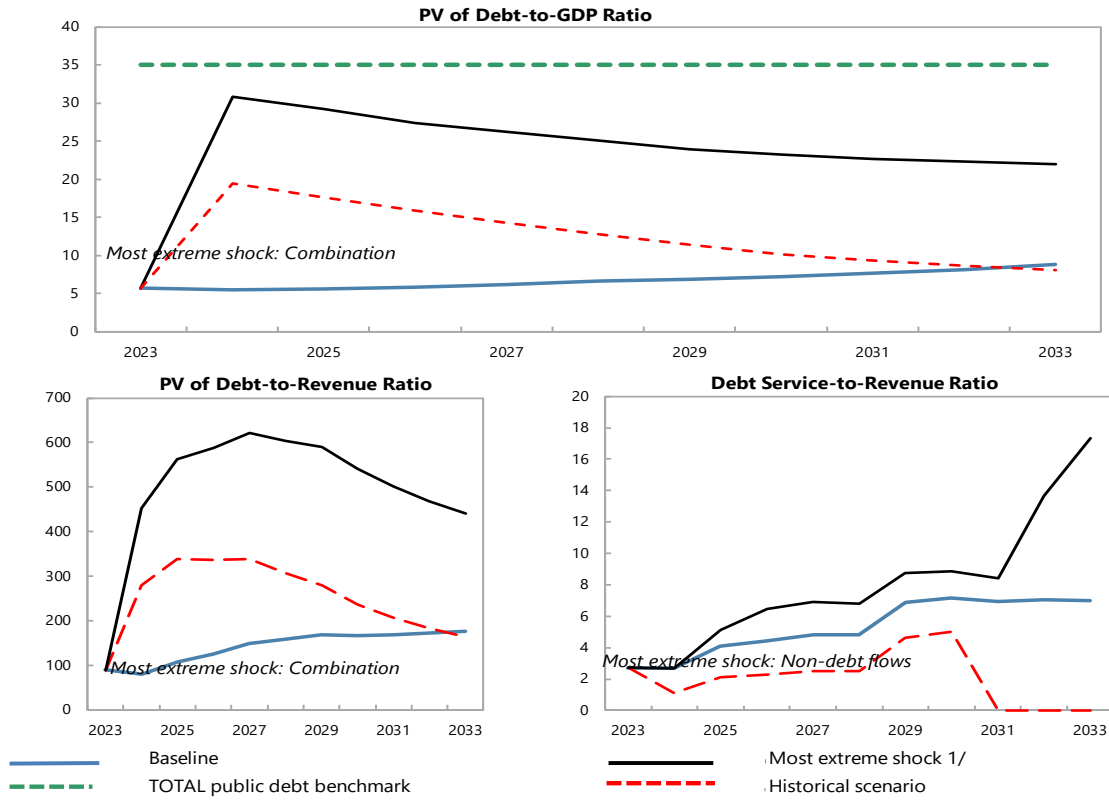 PV of Debt-to-GDP Ratio
40
35
30
25
20
15
10
5
0
Most extreme shock: Combination
2023 2025 2027 2029 2031 2033
PV of Debt-to-Revenue Ratio
700
600
500
400
300
200
100
0
Most extreme shock: Combination
2023 2025 2027 2029 2031 2033
Debt Service-to-Revenue Ratio
20
18
16
14
12
10
8
6
4
2
0
Most extreme shock: Non-debt flows
2023 2025 2027 2029 2031 2033
Baseline
Most extreme shock 1/
TOTAL public debt benchmark
Historical scenario